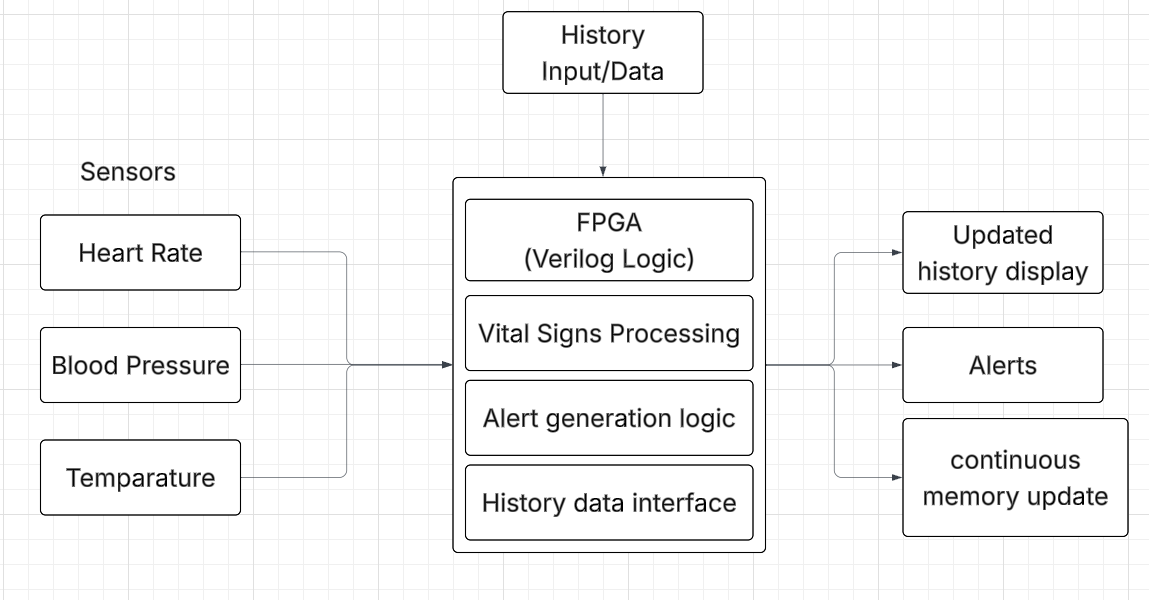 History
Input/Data
Sensors
Heart Rate
Blood Pressure
Temparature
FPGA
(Verilog Logic)
Vital Signs Processing
Alert generation logic
History data interface
Updated
history display
Alerts
continuous
memory update